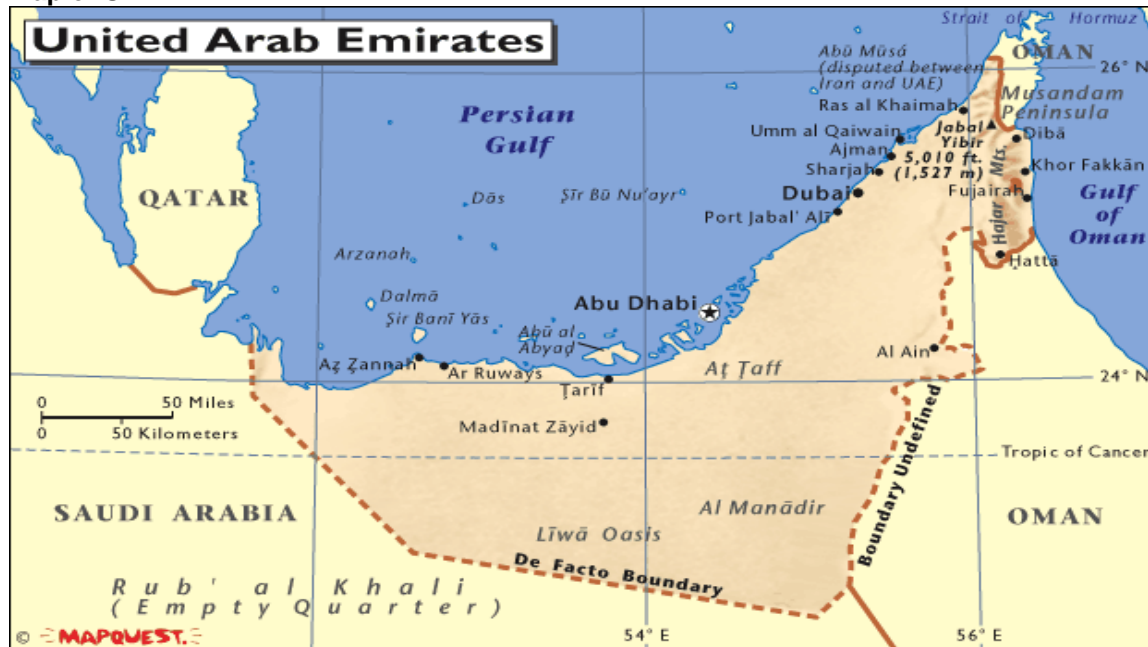 United Arab Emirates
Strait of Hormuz
OMAN
26° N
Abū Mūsá
(disputed between
Iran and UAE)
Musandam
Peninsula
Ras al Khaimah
Persian
Gulf
Umm al Qaiwain
Jabal
Yibir
5,010 ft.
(1,527 m)
Dibā
Ajman
Sharjah
Khor Fakkān
Hajar Mts.
QATAR
Dās
Şīr Bū Nu'ayr
Dubai
Fujairah
Gulf
of
Oman
Port Jabal' Alī
Arzanah
Ḩattā
Dalmā
Abu Dhabi
Şir Banī Yās
Abū al
Abyaḑ
Al Ain
Az̧ Z̧annah
Ar Ruways
Aţ Ţaff
24° N
Ţarīf
0 50 Miles
0 50 Kilometers
Madīnat Zāyid
Boundary Undefined
Tropic of Cancer
SAUDI ARABIA
Al Manādir
OMAN
Līwā Oasis
De Facto Boundary
Rub' al Khali
(Empty Quarter)
© MAPQUEST.
54° E
56° E